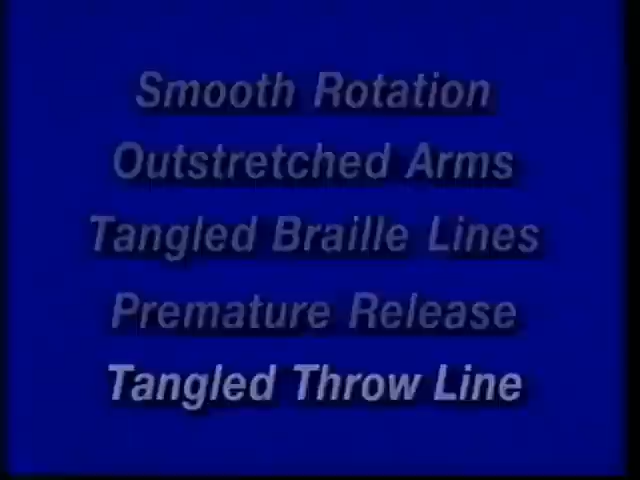 Smooth Rotation
Outstretched Arms
Tangled Braille Lines
Premature Release
Tangled Throw Line